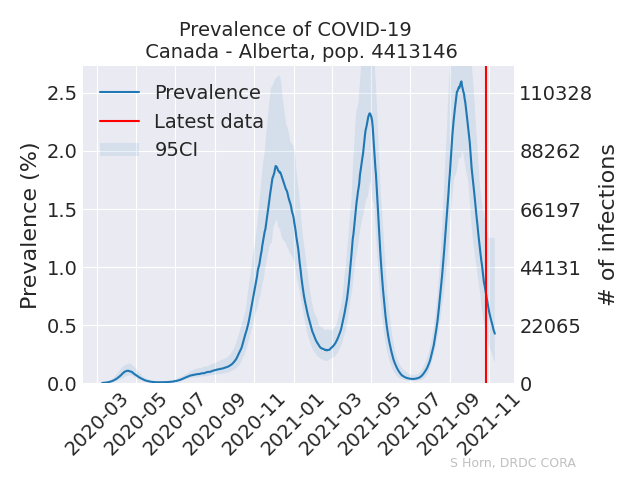 Prevalence of COVID-19
Canada - Alberta, pop. 4413146
Prevalence
Latest data
95CI
Prevalence (%)
2.5
2.0
1.5
1.0
0.5
0.0
110328
88262
66197
44131
22065
0
# of infections
2020-03
2020-05
2020-07
2020-09
2020-11
2021-01
2021-03
2021-05
2021-07
2021-09
2021-11
S Horn, DRDC CORA